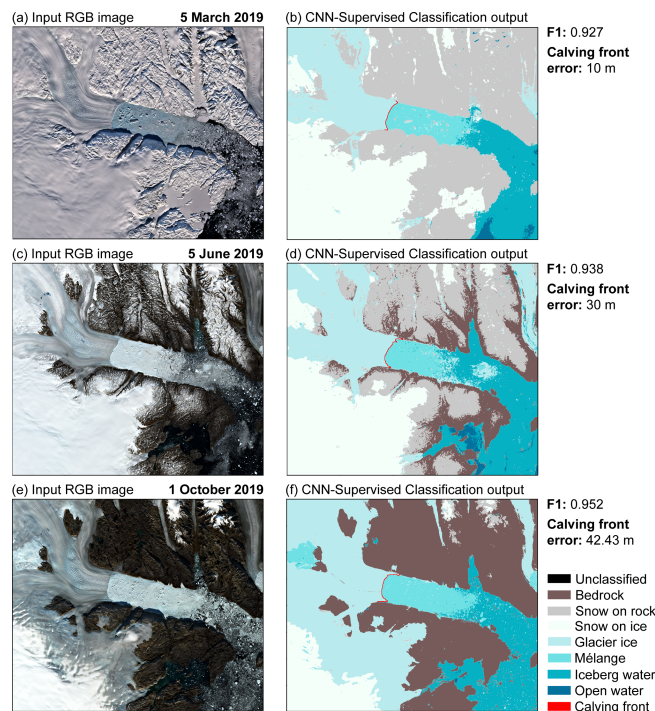 (a) Input RGB image 5 March 2019
(b) CNN-Supervised Classification output
F1: 0.927
Calving front
error: 10 m
(c) Input RGB image 5 June 2019
(d) CNN-Supervised Classification output
F1: 0.938
Calving front
error: 30 m
(e) Input RGB image 1 October 2019
(f) CNN-Supervised Classification output
F1: 0.952
Calving front
error: 42.43 m
Unclassified
Bedrock
Snow on rock
Snow on ice
Glacier ice
Mélange
Iceberg water
Open water
Calving front